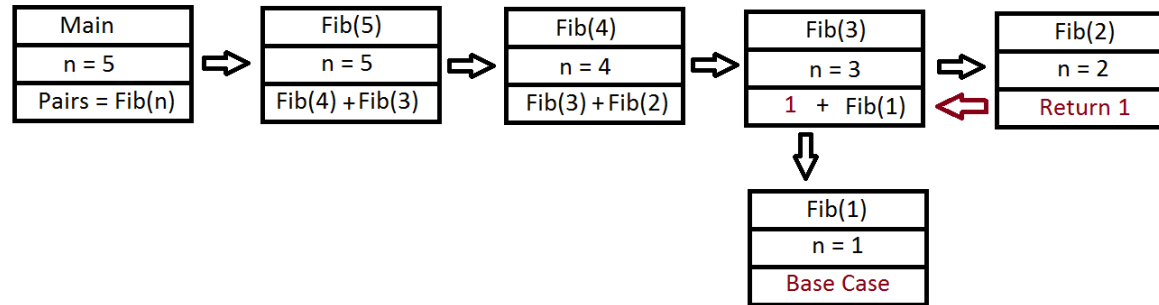 Main
n = 5
Pairs = Fib(n)
Fib(5)
n = 5
Fib(4) + Fib(3)
Fib(4)
n = 4
Fib(3) + Fib(2)
Fib(3)
n = 3
1 + Fib(1)
Fib(2)
n = 2
Return 1
Fib(1)
n = 1
Base Case